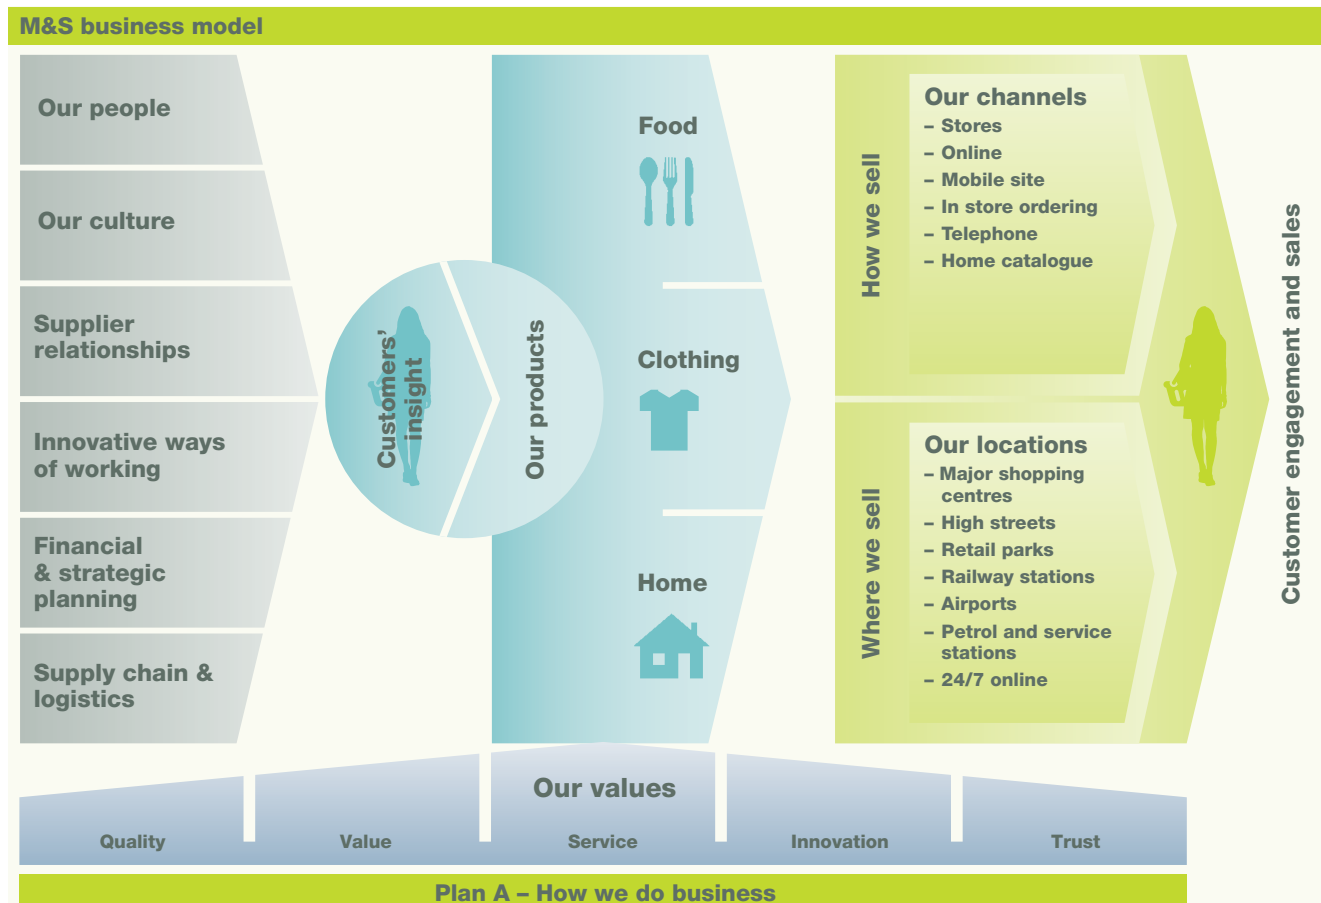 M&S business model
Our people
Our culture
Supplier
relationships
Innovative ways
of working
Financial
& strategic
planning
Supply chain &
logistics
Customers’
insight
Our products
Food
Clothing
Home
How we sell
Our channels
– Stores
– Online
– Mobile site
– In store ordering
– Telephone
– Home catalogue
Where we sell
Our locations
– Major shopping
centres
– High streets
– Retail parks
– Railway stations
– Airports
– Petrol and service
stations
– 24/7 online
Customer engagement and sales
Our values
Quality
Value
Service
Innovation
Trust
Plan A – How we do business